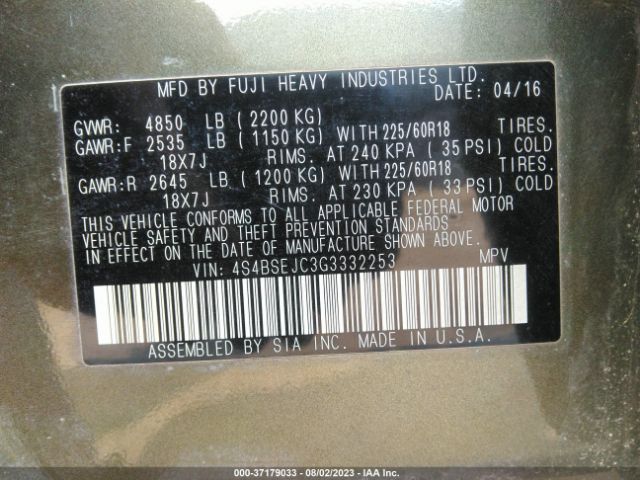 MFD BY FUJI HEAVY INDUSTRIES LTD.
DATE: 04/16
GVWR: 4850 LB (2200 KG)
GAWR:F 2535 LB (1150 KG) WITH 225/60R18 TIRES.
18X7J RIMS. AT 240 KPA (35 PSI) COLD
GAWR:R 2645 LB (1200 KG) WITH 225/60R18 TIRES.
18X7J RIMS. AT 230 KPA (33 PSI) COLD
THIS VEHICLE CONFORMS TO ALL APPLICABLE FEDERAL MOTOR
VEHICLE SAFETY AND THEFT PREVENTION STANDARDS
IN EFFECT ON THE DATE OF MANUFACTURE SHOWN ABOVE.
VIN: 4S4BSEJC3G3332253 MPV
ASSEMBLED BY SIA INC. MADE IN U.S.A.
000-37179033 - 08/02/2023 - IAA Inc.